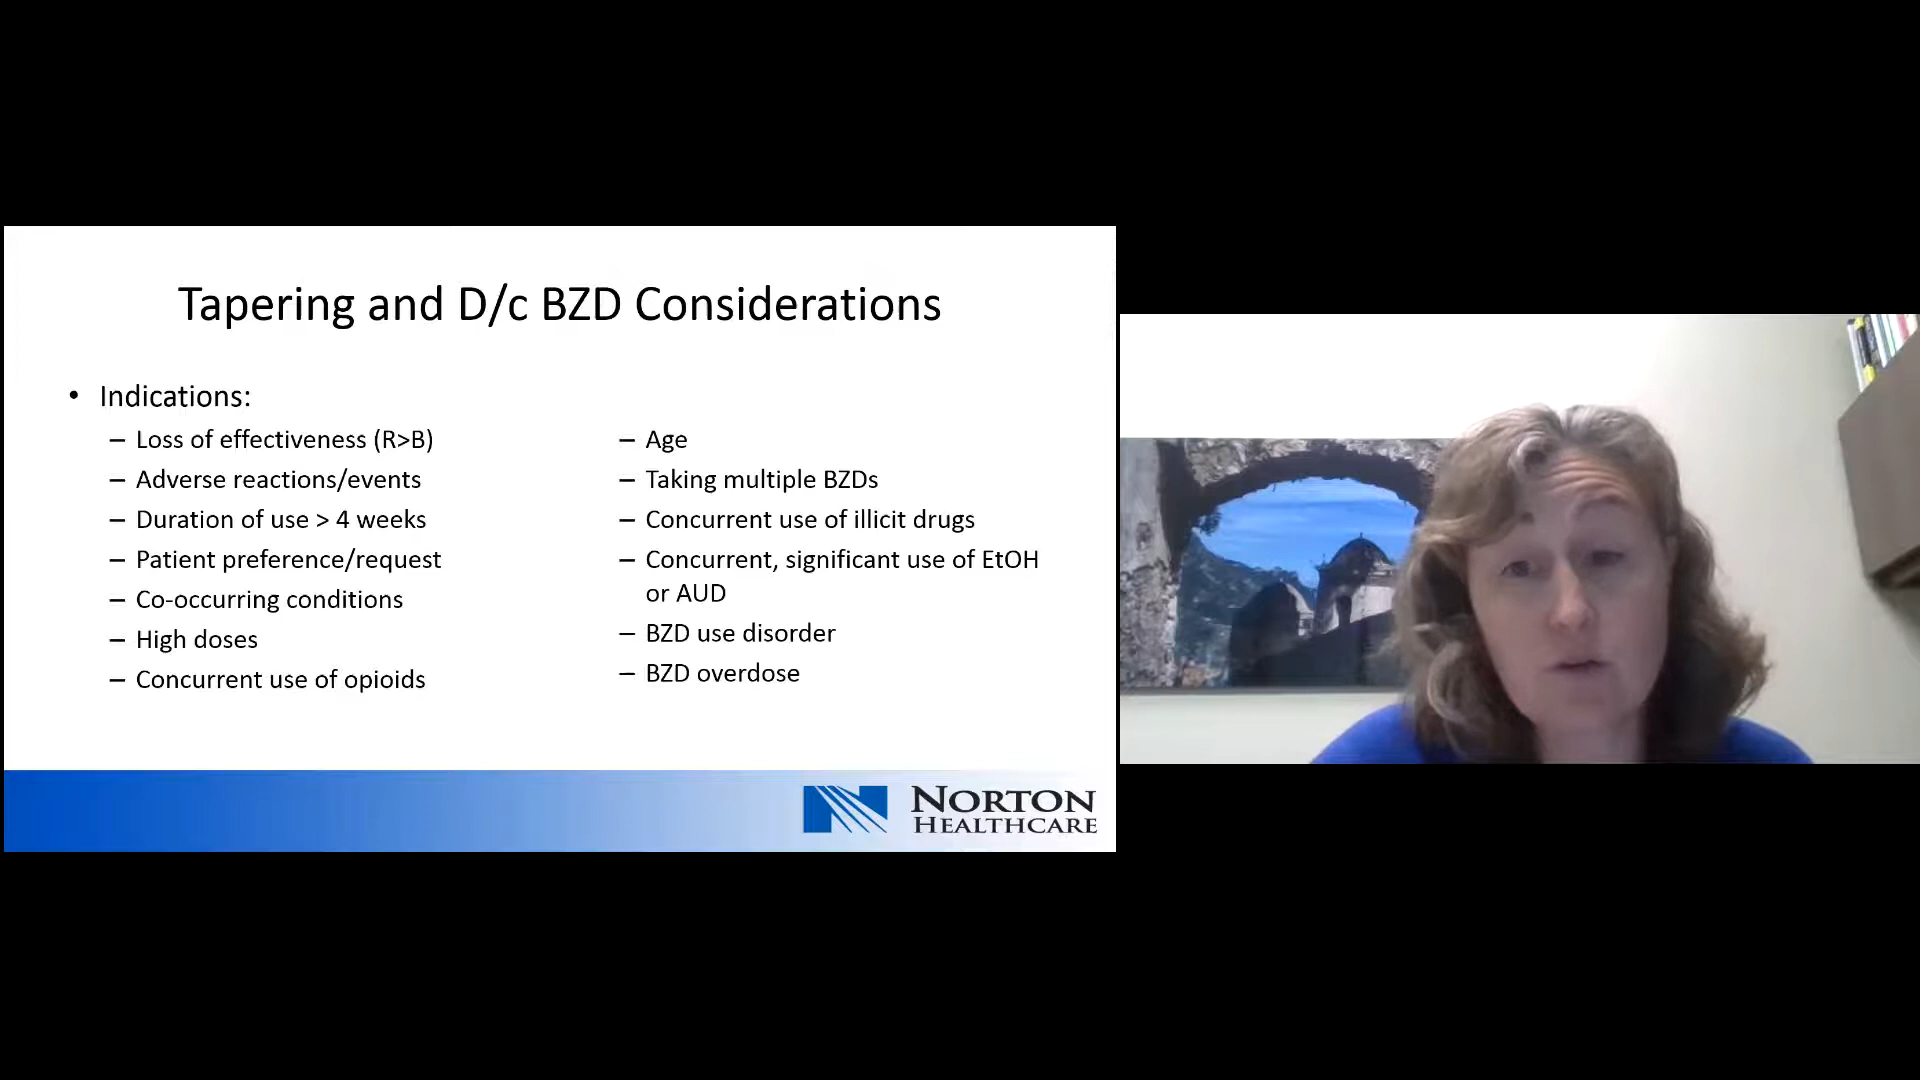 Tapering and D/c BZD Considerations
• Indications:
– Loss of effectiveness (R>B)
– Adverse reactions/events
– Duration of use > 4 weeks
– Patient preference/request
– Co-occurring conditions
– High doses
– Concurrent use of opioids
– Age
– Taking multiple BZDs
– Concurrent use of illicit drugs
– Concurrent, significant use of EtOH
or AUD
– BZD use disorder
– BZD overdose
NORTON
HEALTHCARE